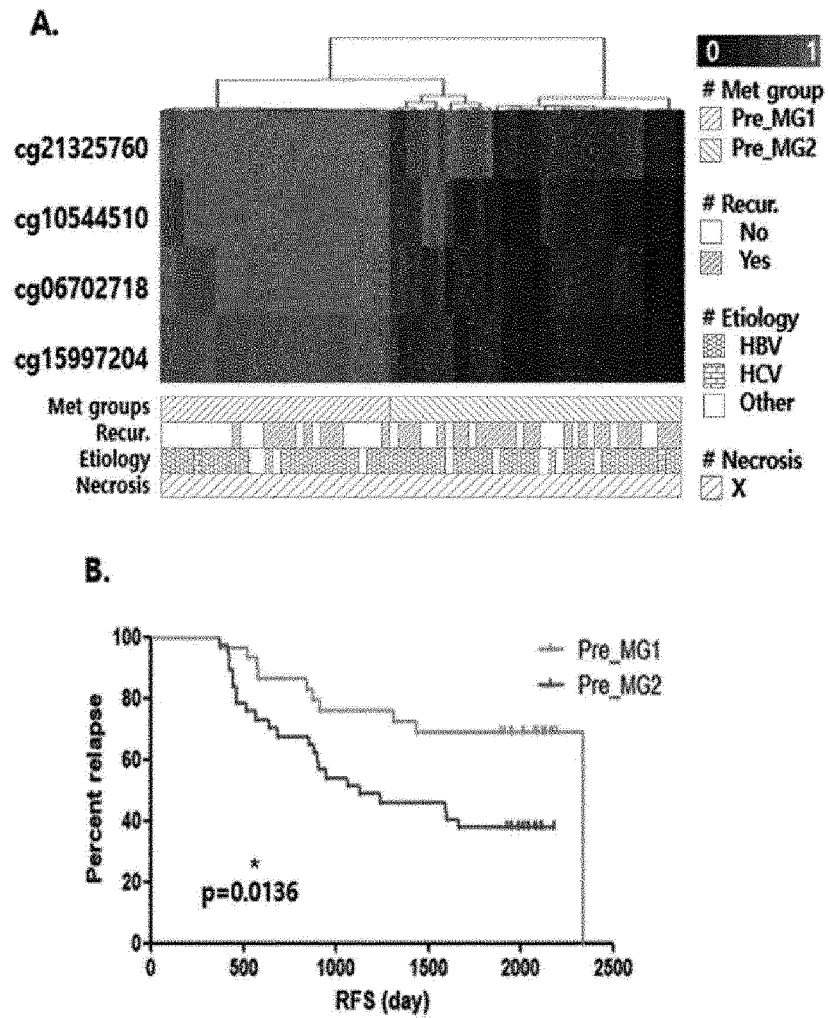 A.
0 1
# Met group
Pre_MG1
Pre_MG2
# Recur.
No
Yes
# Etiology
HBV
HCV
Other
# Necrosis
X
cg21325760
cg10544510
cg06702718
cg15997204
Met groups
Recur.
Etiology
Necrosis
B.
Percent relapse
100
80
60
40
20
0
Pre_MG1
Pre_MG2
*
p=0.0136
0 500 1000 1500 2000 2500
RFS (day)